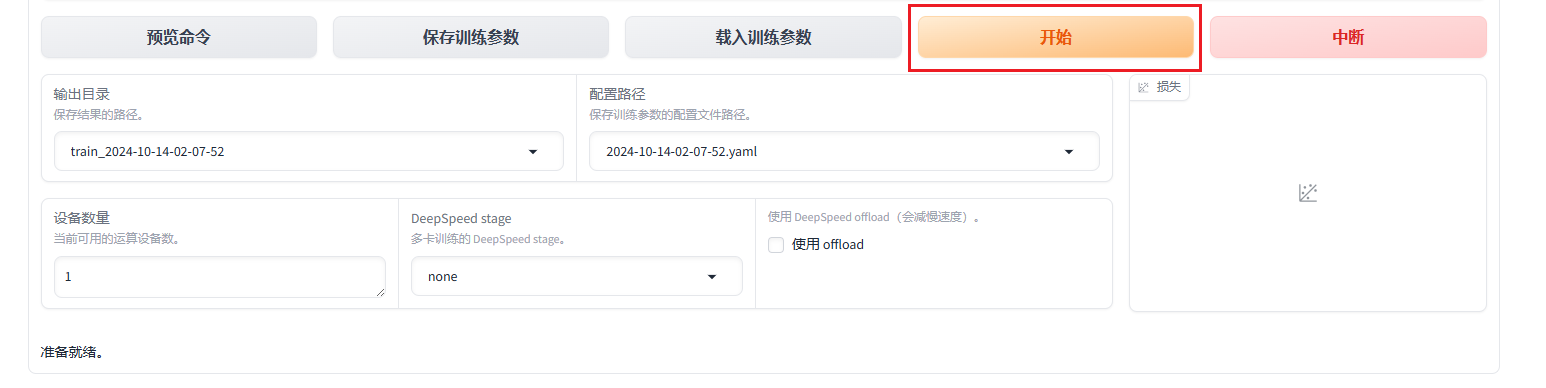 预览命令
保存训练参数
载入训练参数
开始
中断
输出目录
保存结果的路径。
train_2024-10-14-02-07-52
配置路径
保存训练参数的配置文件路径。
2024-10-14-02-07-52.yaml
损失
设备数量
当前可用的运算设备数。
1
DeepSpeed stage
多卡训练的 DeepSpeed stage。
none
使用 DeepSpeed offload（会减慢速度）。
使用 offload
准备就绪。